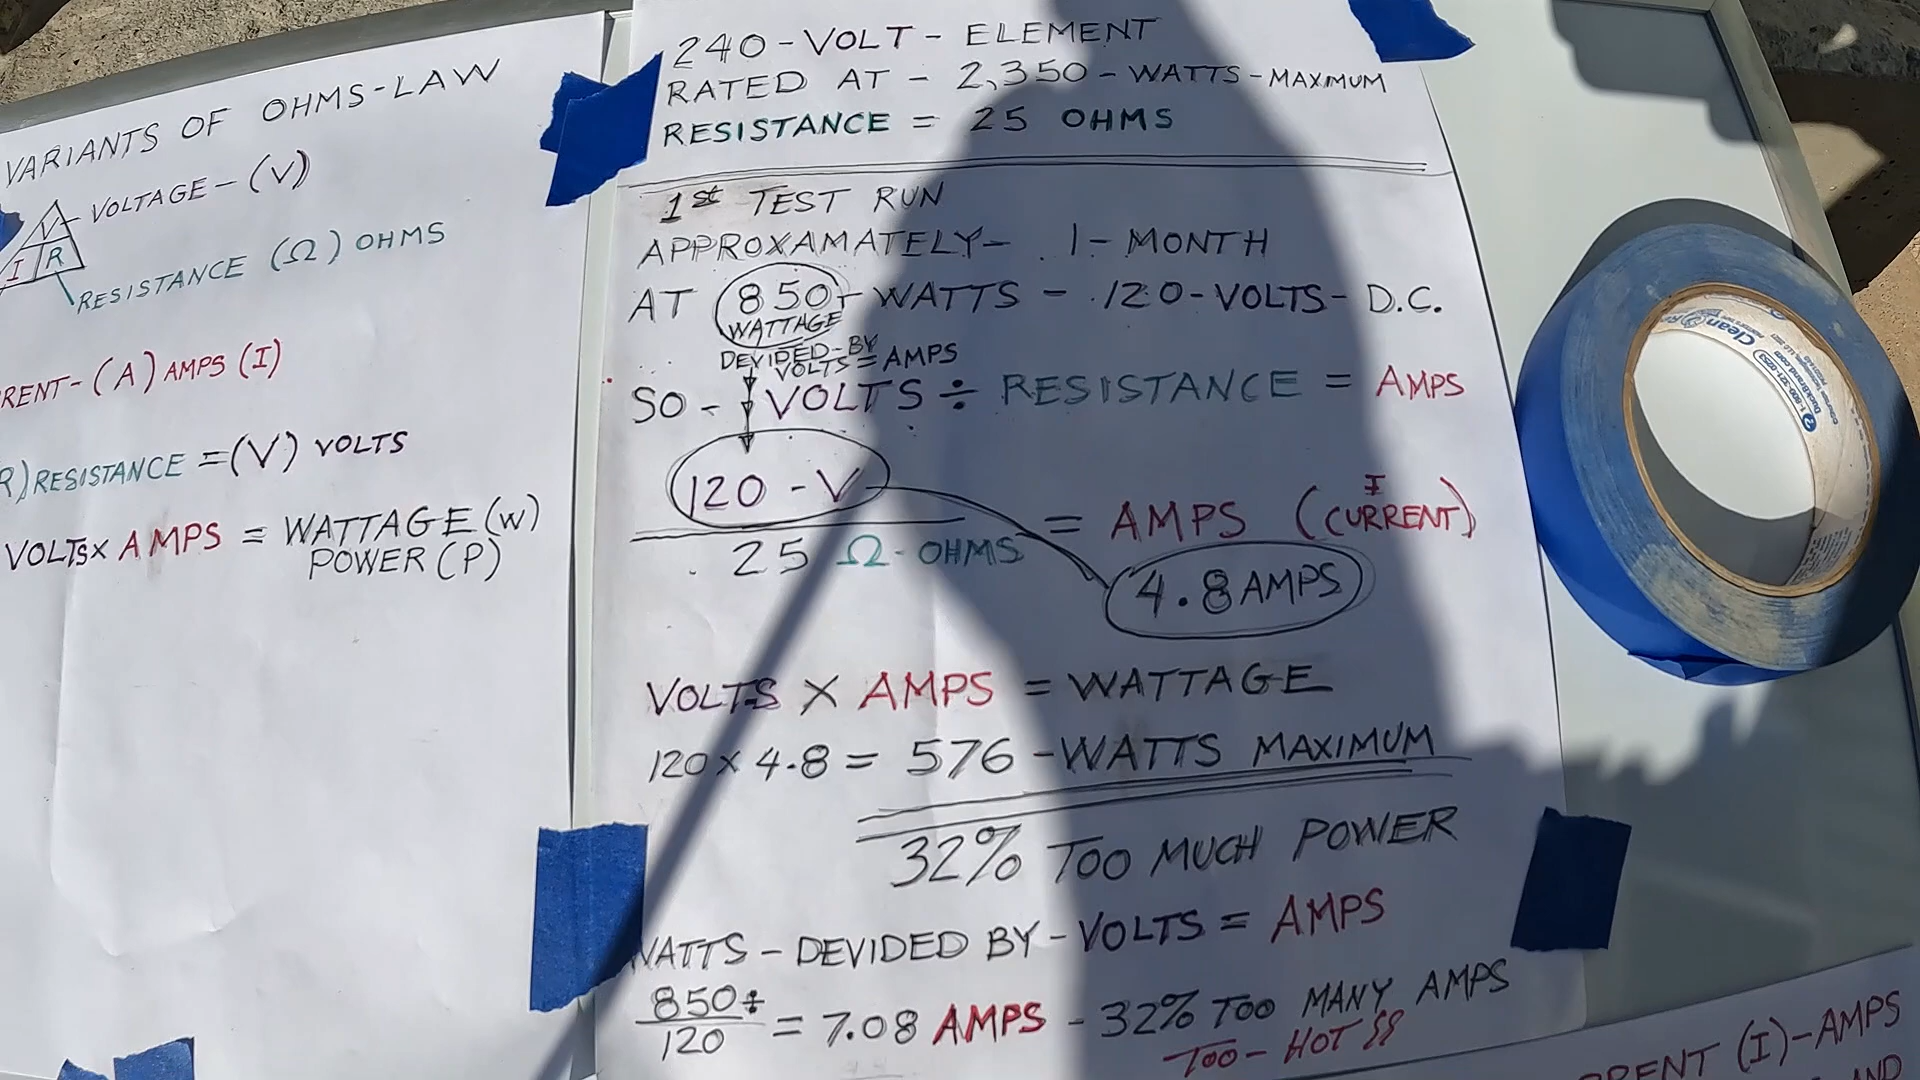 VARIANTS OF OHMS-LAW
VOLTAGE-(V)
V
I R
RESISTANCE (Ω) OHMS
RENT-(A) AMPS (I)
R) RESISTANCE =(V) VOLTS
VOLTS x AMPS = WATTAGE (W)
POWER (P)
240-VOLT-ELEMENT
RATED AT - 2,350-WATTS-MAXIMUM
RESISTANCE = 25 OHMS
1st TEST RUN
APPROXAMATELY- 1-MONTH
AT 850- WATTS - 120-VOLTS-D.C.
WATTAGE
DEVIDED-BY
VOLTS = AMPS
SO - VOLTS ÷ RESISTANCE = AMPS
120-V
25 Ω-OHMS
= AMPS (CURRENT)
I
4.8 AMPS
VOLTS X AMPS = WATTAGE
120 x 4.8 = 576 -WATTS MAXIMUM
32% TOO MUCH POWER
WATTS - DEVIDED BY - VOLTS = AMPS
850÷
120
= 7.08 AMPS - 32% TOO MANY AMPS
TOO - HOT
RRENT (I)-AMPS
AND
Clean